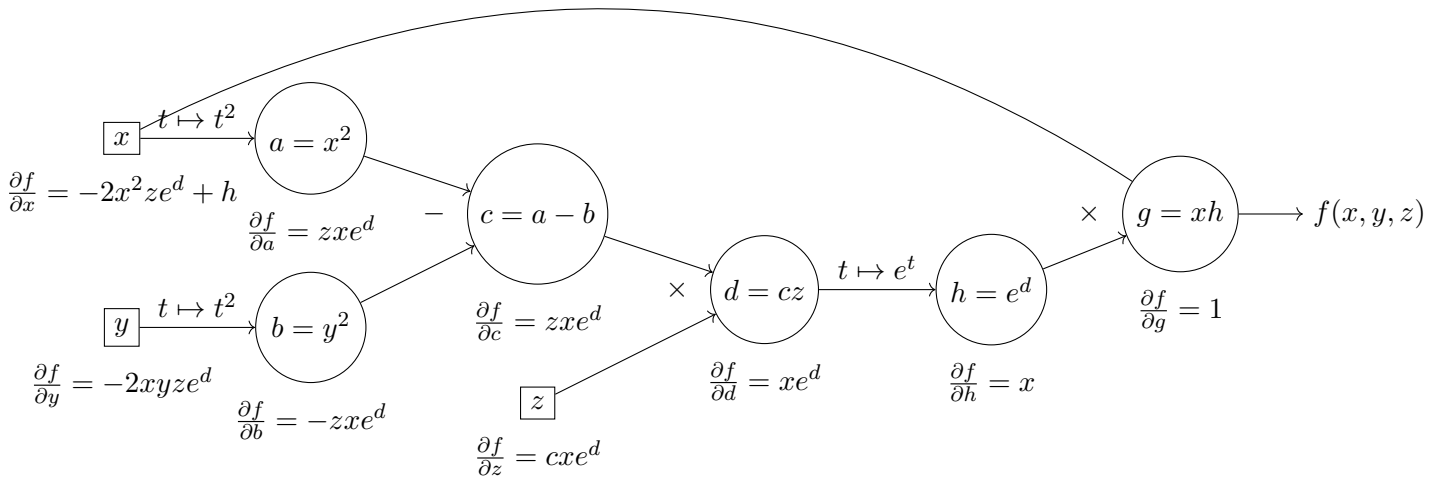 x
t ↦ t²
a = x²
∂f/∂x = −2x²ze^d + h
∂f/∂a = zxe^d
y
t ↦ t²
b = y²
∂f/∂y = −2xyze^d
∂f/∂b = −zxe^d
−
c = a − b
∂f/∂c = zxe^d
z
∂f/∂z = cxe^d
×
d = cz
∂f/∂d = xe^d
t ↦ e^t
h = e^d
∂f/∂h = x
×
g = xh
∂f/∂g = 1
f(x, y, z)